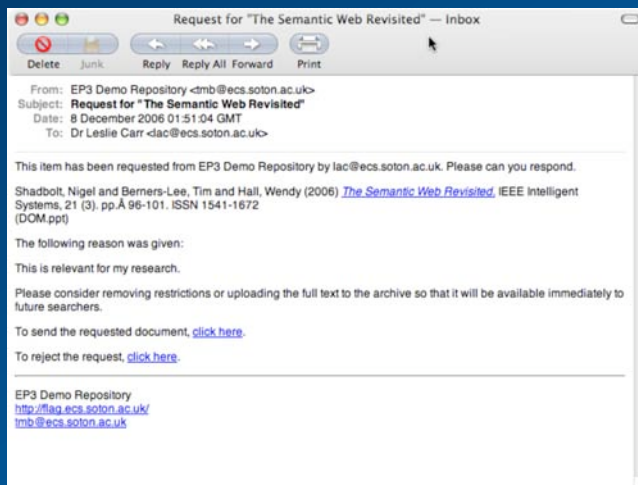 Request for "The Semantic Web Revisited" — Inbox
Delete Junk Reply Reply All Forward Print
From: EP3 Demo Repository <tmb@ecs.soton.ac.uk>
Subject: Request for "The Semantic Web Revisited"
Date: 8 December 2006 01:51:04 GMT
To: Dr Leslie Carr <lac@ecs.soton.ac.uk>
This item has been requested from EP3 Demo Repository by lac@ecs.soton.ac.uk. Please can you respond.
Shadbolt, Nigel and Berners-Lee, Tim and Hall, Wendy (2006) The Semantic Web Revisited. IEEE Intelligent
Systems, 21 (3). pp.Â 96-101. ISSN 1541-1672
(DOM.ppt)
The following reason was given:
This is relevant for my research.
Please consider removing restrictions or uploading the full text to the archive so that it will be available immediately to
future searchers.
To send the requested document, click here.
To reject the request, click here.
EP3 Demo Repository
http://flag.ecs.soton.ac.uk/
tmb@ecs.soton.ac.uk